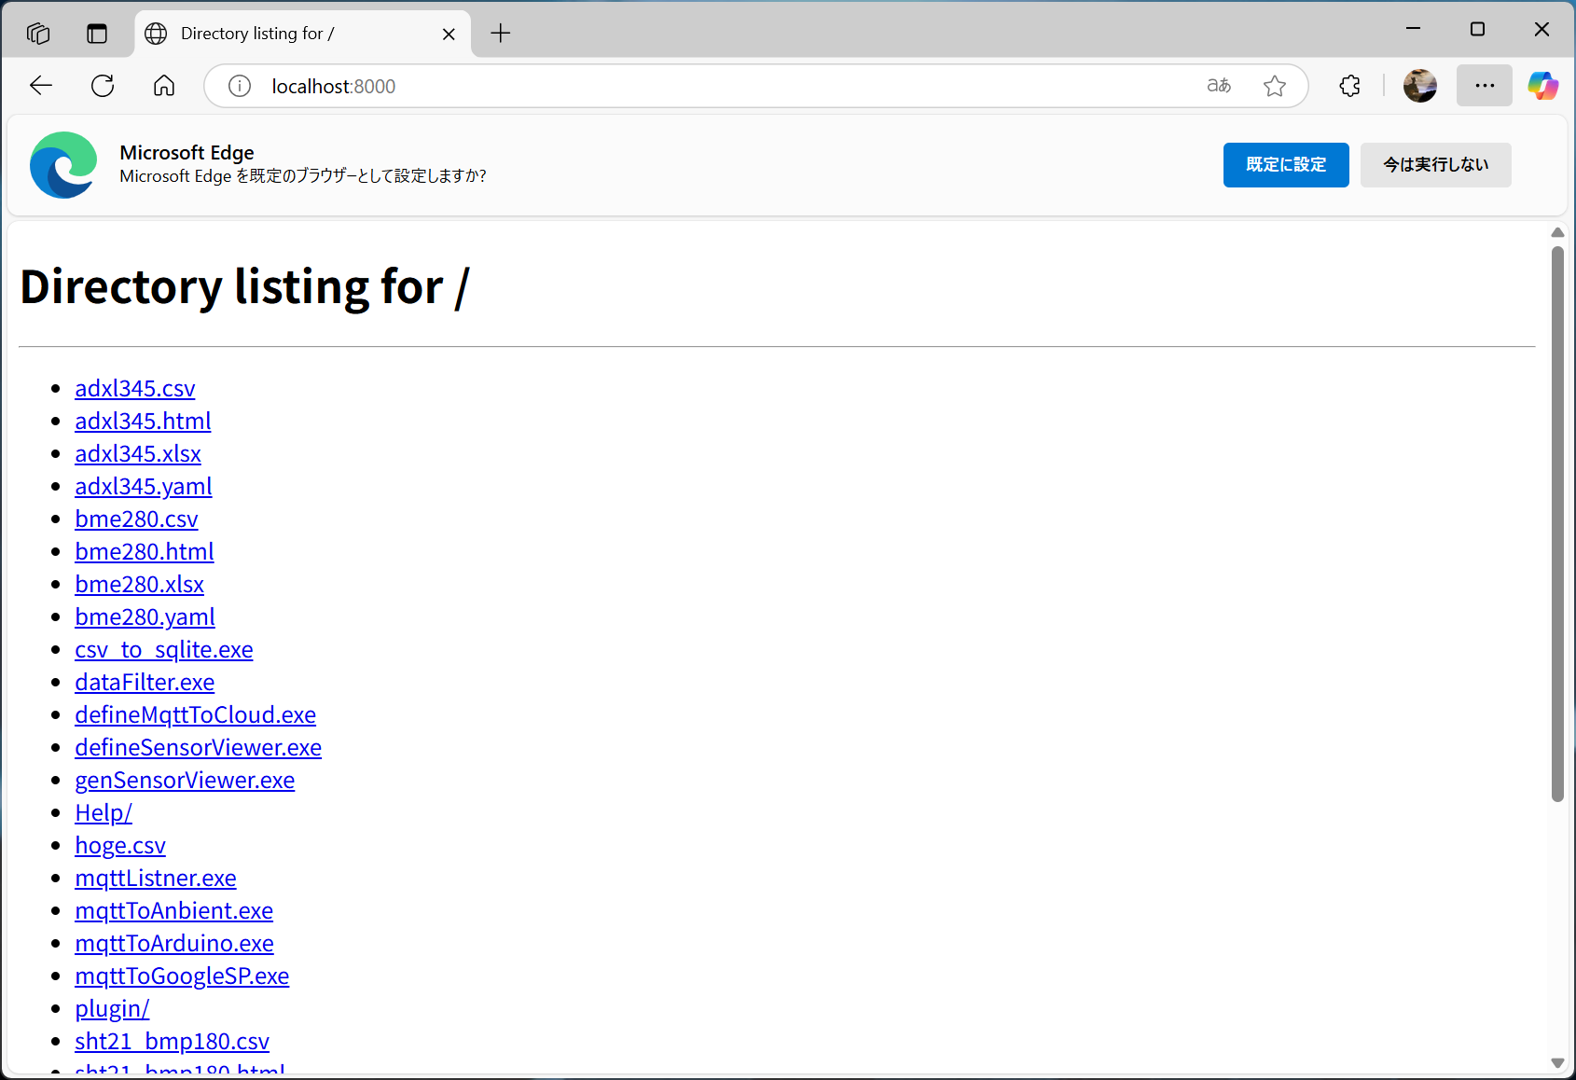 Directory listing for /
localhost:8000
aあ
Microsoft Edge
Microsoft Edge を既定のブラウザーとして設定しますか?
既定に設定
今は実行しない
Directory listing for /
adxl345.csv
adxl345.html
adxl345.xlsx
adxl345.yaml
bme280.csv
bme280.html
bme280.xlsx
bme280.yaml
csv_to_sqlite.exe
dataFilter.exe
defineMqttToCloud.exe
defineSensorViewer.exe
genSensorViewer.exe
Help/
hoge.csv
mqttListner.exe
mqttToAnbient.exe
mqttToArduino.exe
mqttToGoogleSP.exe
plugin/
sht21_bmp180.csv
sht21_bmp180.html